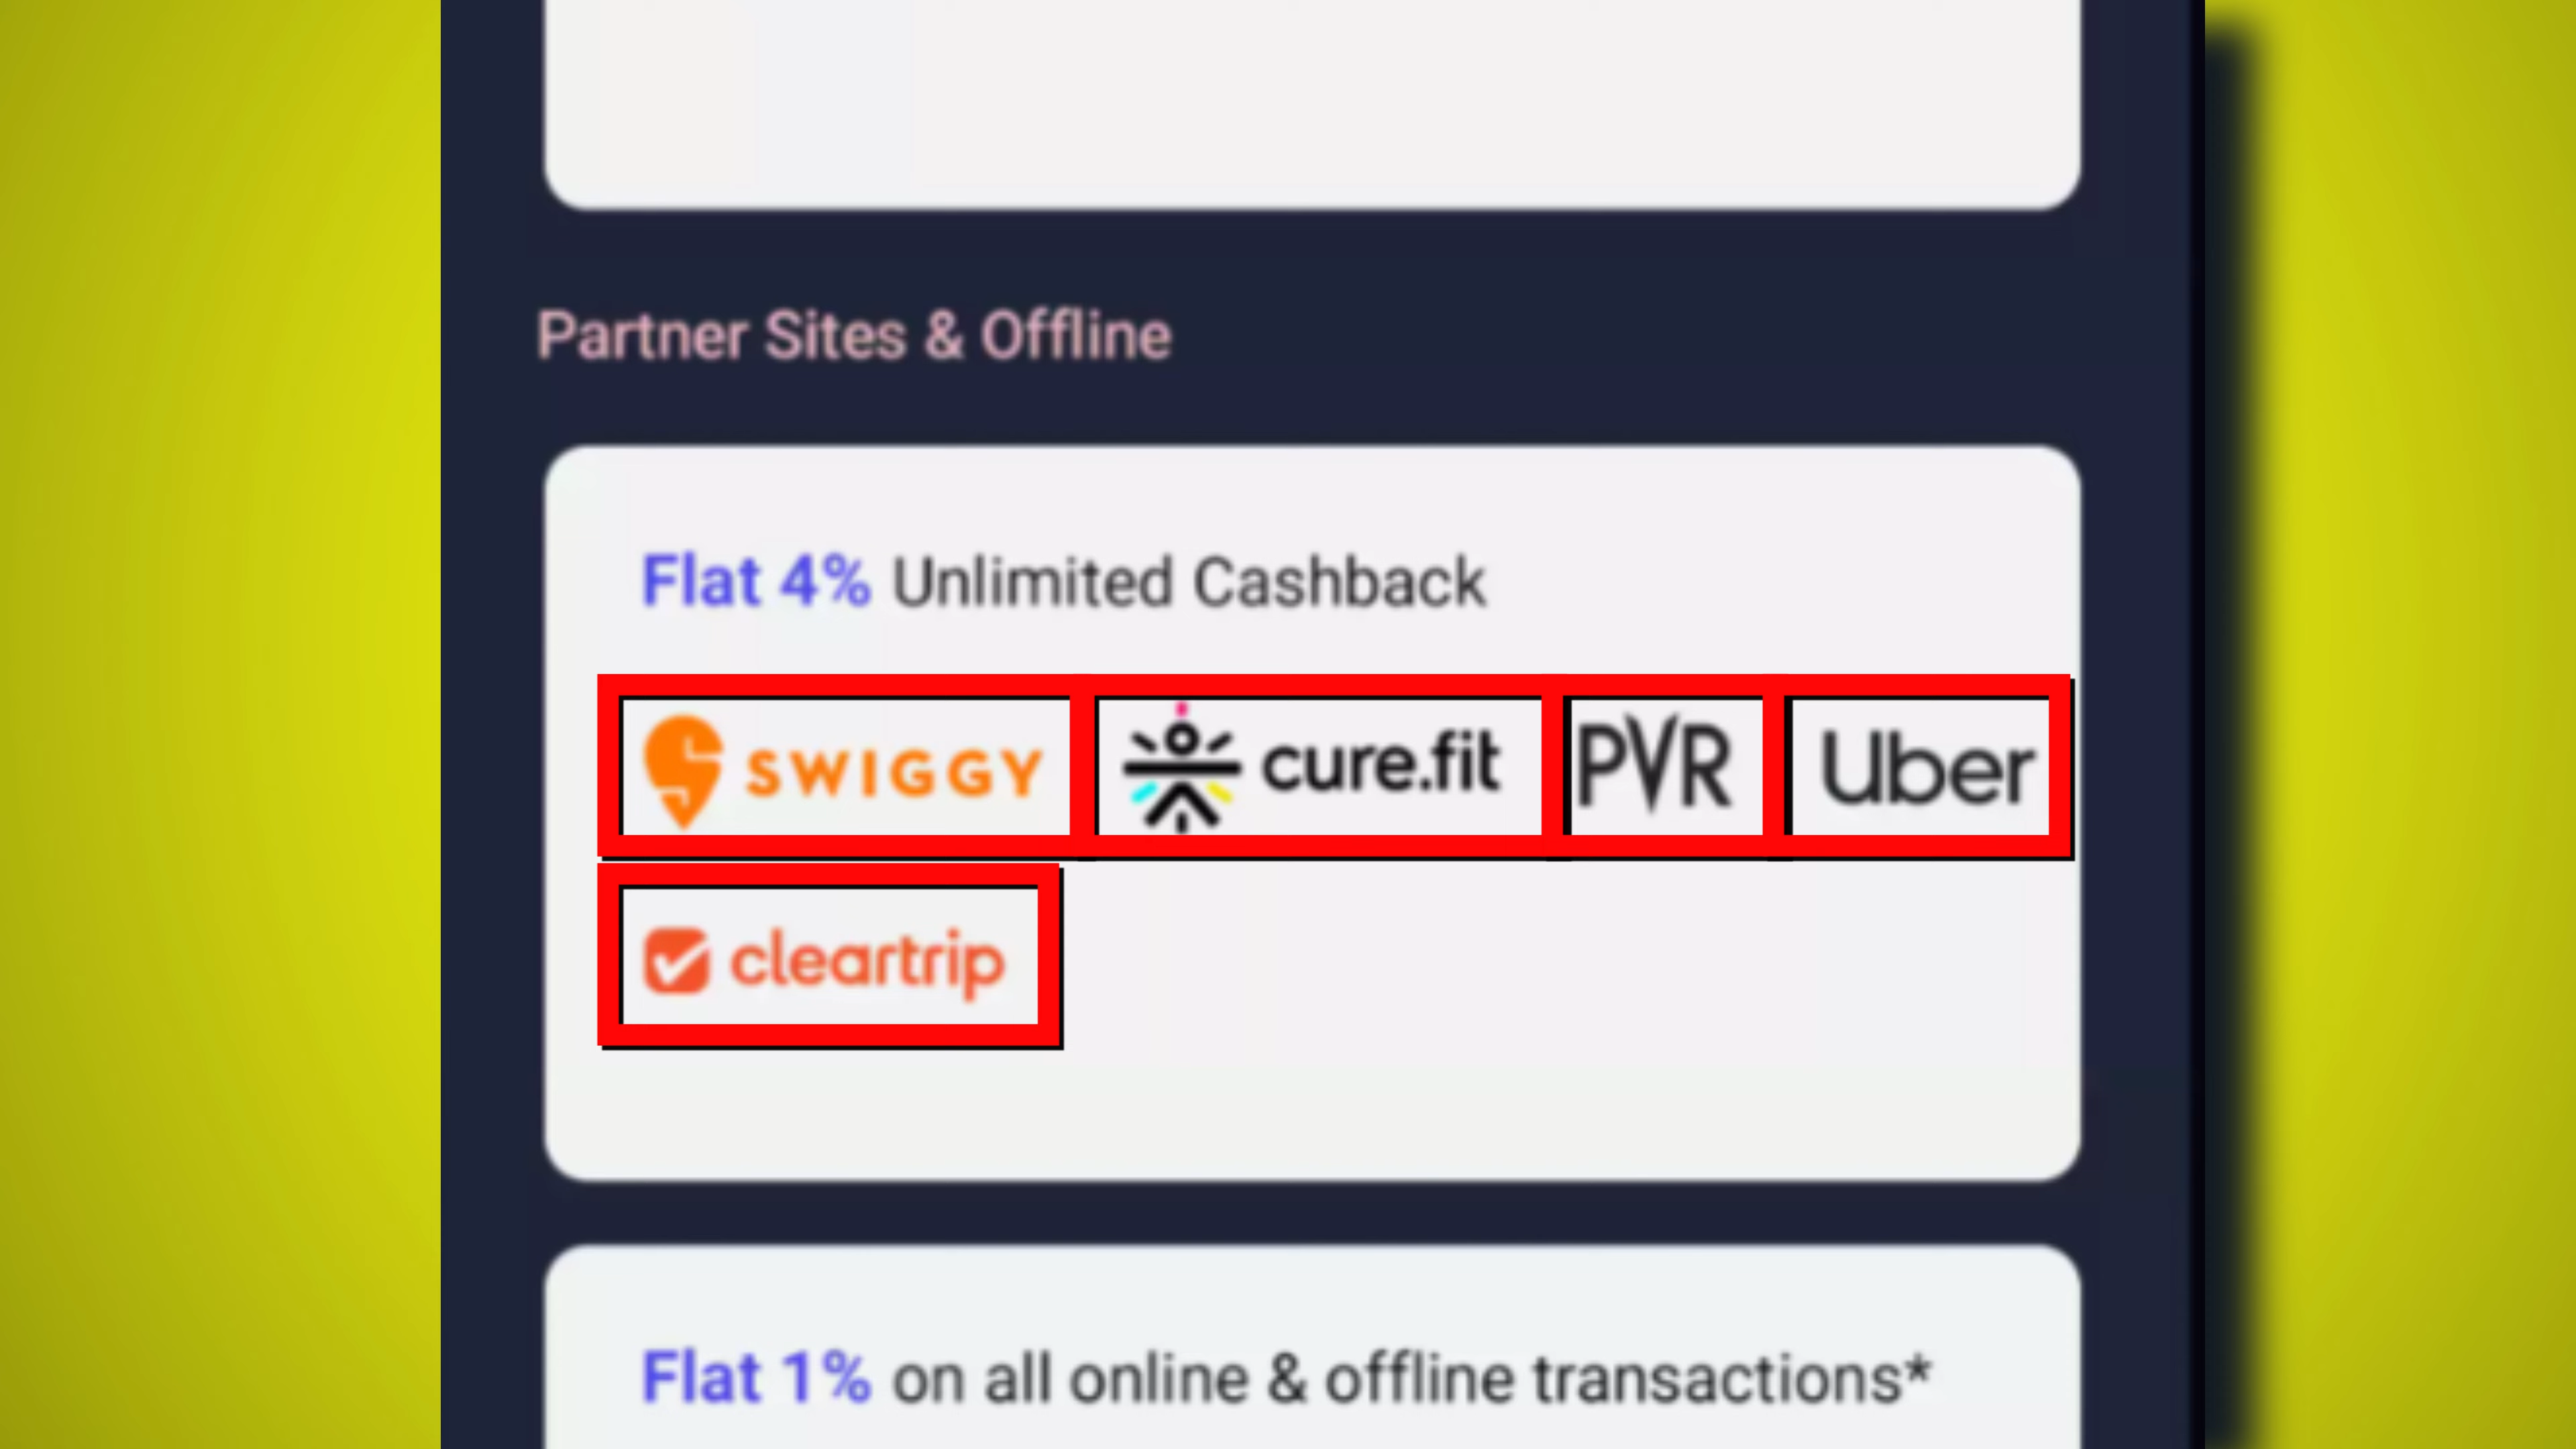 Partner Sites & Offline
Flat 4% Unlimited Cashback
SWIGGY cure.fit PVR Uber
cleartrip
Flat 1% on all online & offline transactions*